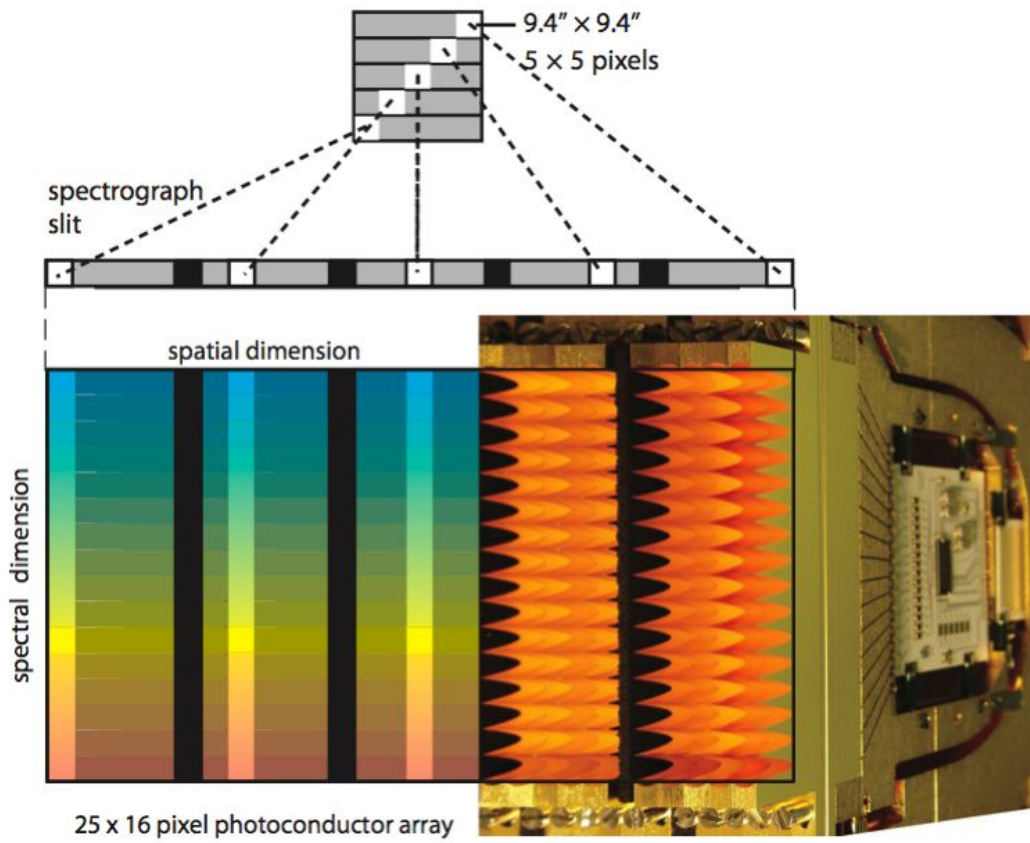 9.4” × 9.4”
5 × 5 pixels
spectrograph
slit
spatial dimension
spectral dimension
25 x 16 pixel photoconductor array